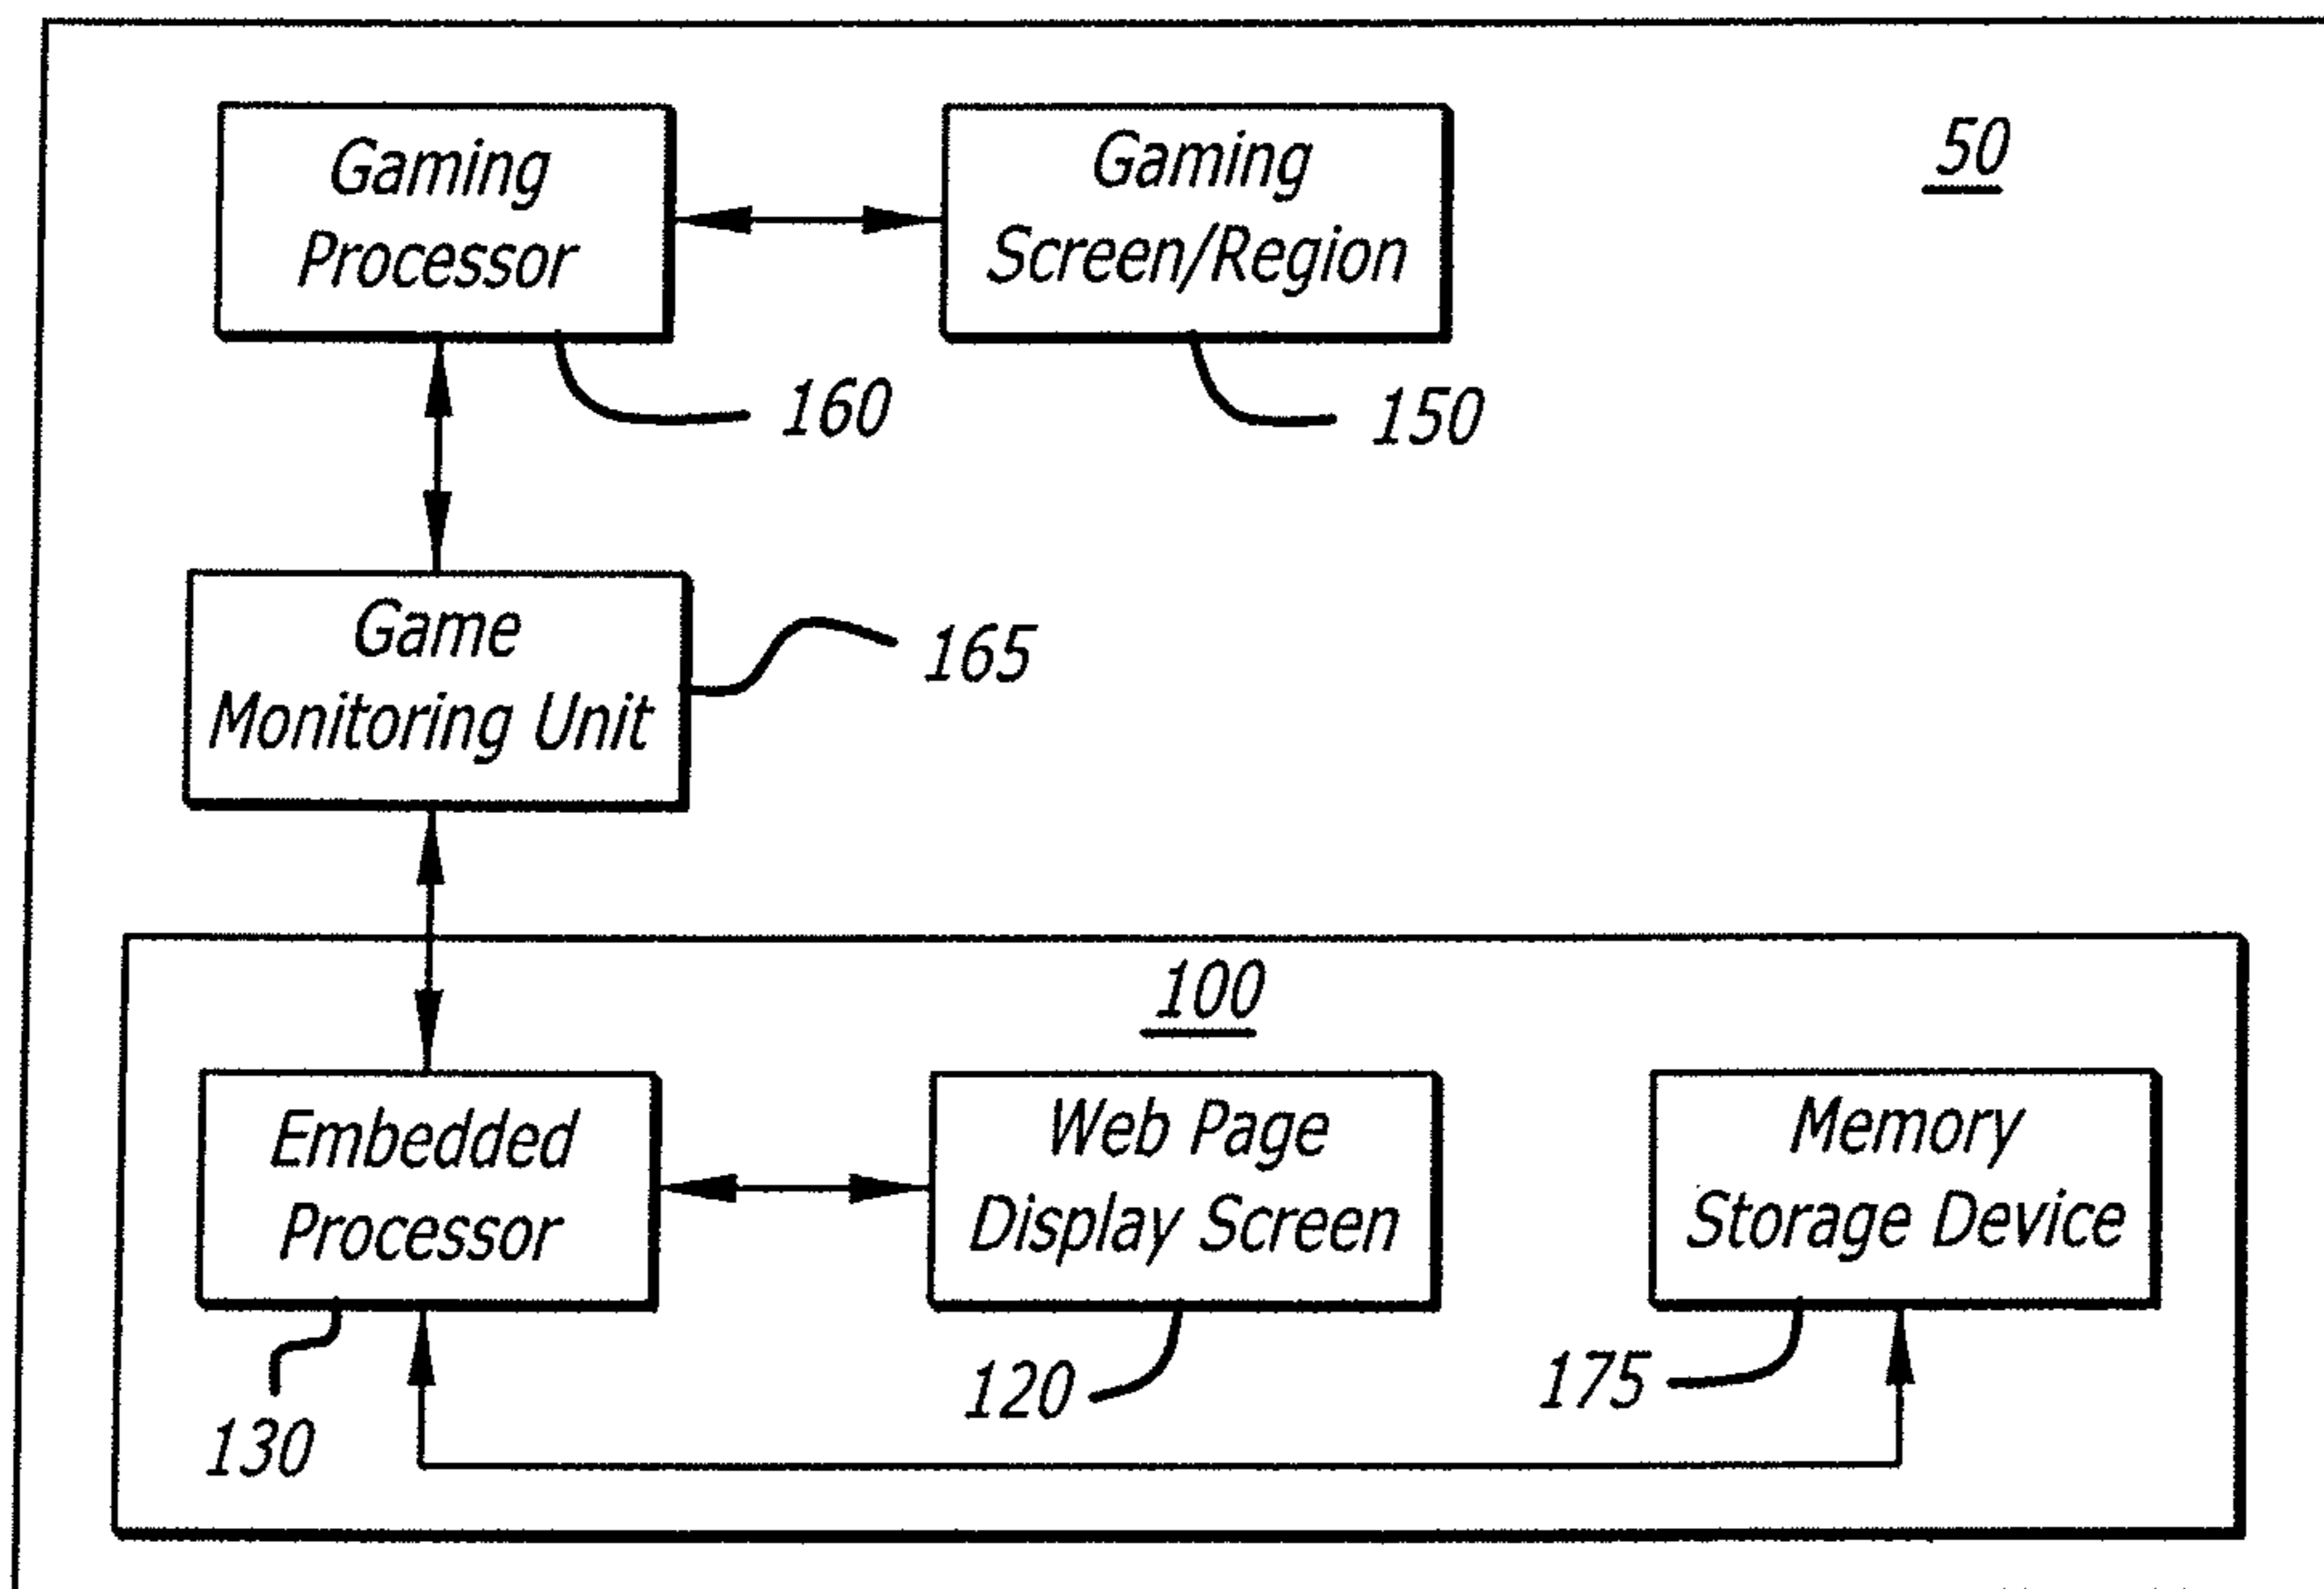 Gaming
Processor
Gaming
Screen/Region
50
160
150
Game
Monitoring Unit
165
100
Embedded
Processor
Web Page
Display Screen
Memory
Storage Device
130
120
175